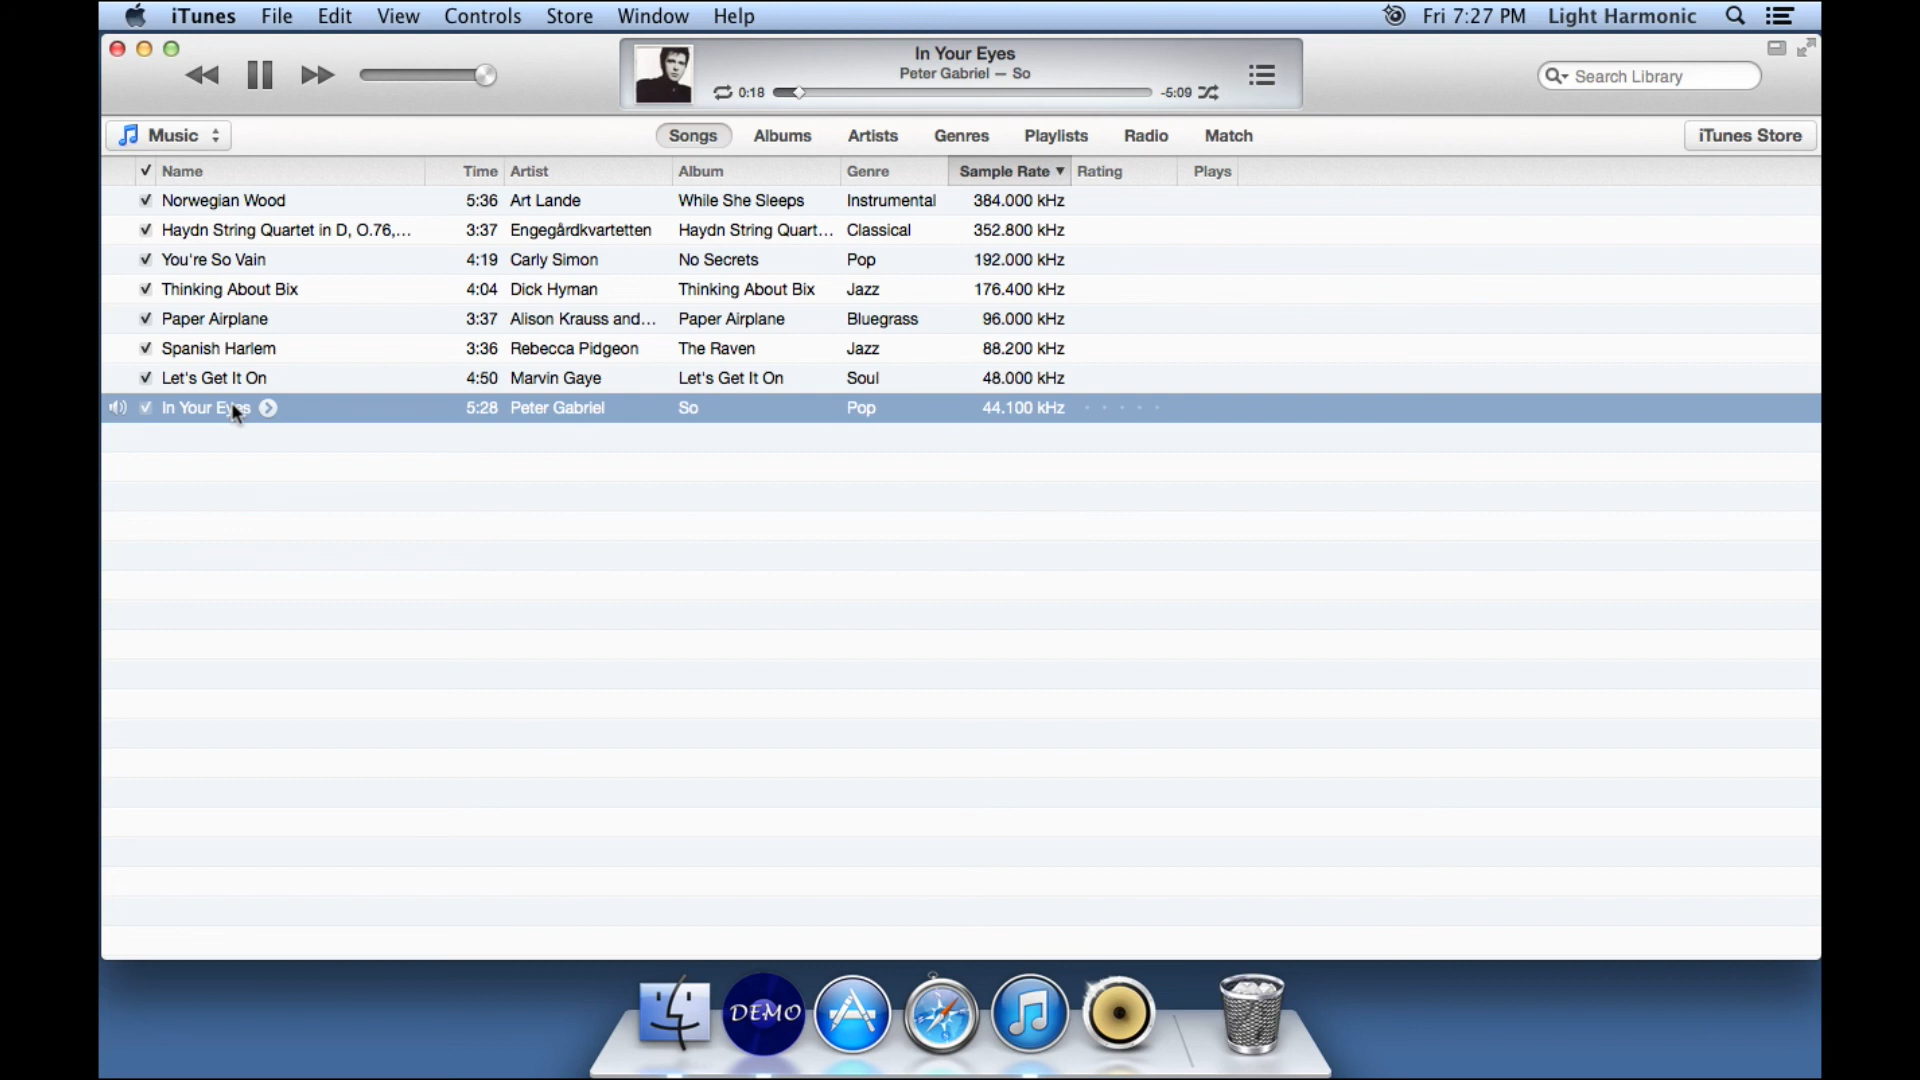 iTunes File Edit View Controls Store Window Help Fri 7:27 PM Light Harmonic
In Your Eyes
Peter Gabriel — So
0:18 -5:09
Search Library
Music Songs Albums Artists Genres Playlists Radio Match iTunes Store
✓ Name Time Artist Album Genre Sample Rate ▼ Rating Plays
✓ Norwegian Wood 5:36 Art Lande While She Sleeps Instrumental 384.000 kHz
✓ Haydn String Quartet in D, O.76,... 3:37 Engegårdkvartetten Haydn String Quart... Classical 352.800 kHz
✓ You're So Vain 4:19 Carly Simon No Secrets Pop 192.000 kHz
✓ Thinking About Bix 4:04 Dick Hyman Thinking About Bix Jazz 176.400 kHz
✓ Paper Airplane 3:37 Alison Krauss and... Paper Airplane Bluegrass 96.000 kHz
✓ Spanish Harlem 3:36 Rebecca Pidgeon The Raven Jazz 88.200 kHz
✓ Let's Get It On 4:50 Marvin Gaye Let's Get It On Soul 48.000 kHz
✓ In Your Eyes 5:28 Peter Gabriel So Pop 44.100 kHz
DEMO